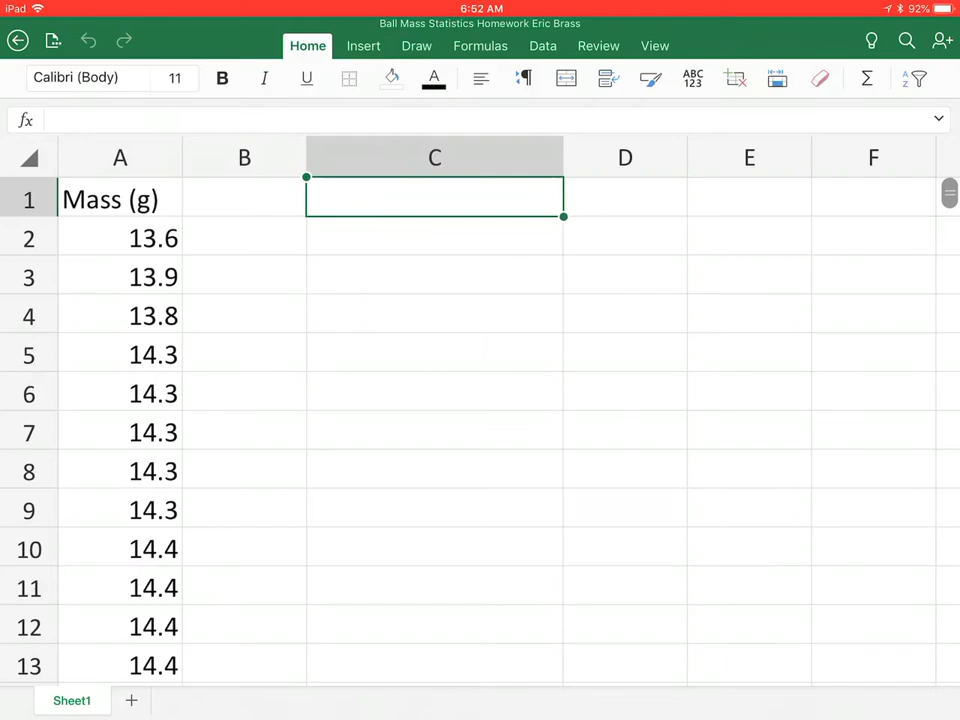 iPad 6:52 AM 92%
Ball Mass Statistics Homework Eric Brass
Home Insert Draw Formulas Data Review View
Calibri (Body) 11 B I U A ¶ ABC 123 Σ A Z
fx
A B C D E F
1 Mass (g)
2 13.6
3 13.9
4 13.8
5 14.3
6 14.3
7 14.3
8 14.3
9 14.3
10 14.4
11 14.4
12 14.4
13 14.4
Sheet1 +